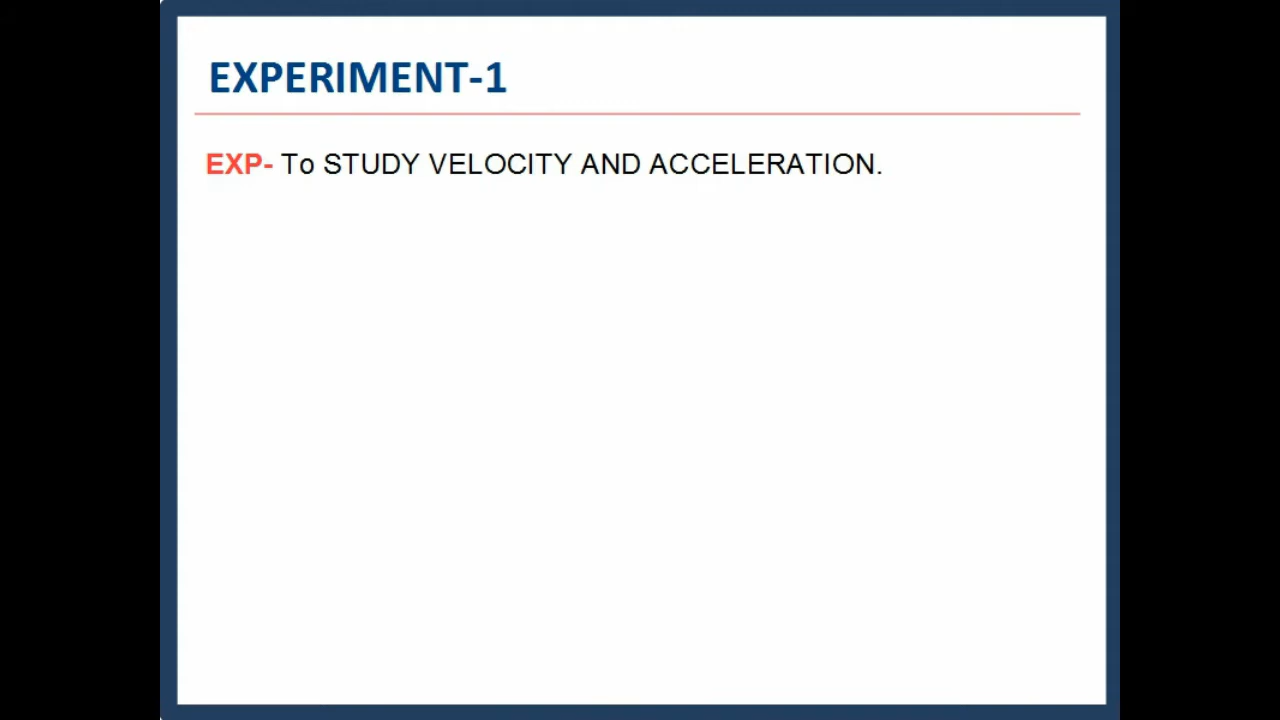 EXPERIMENT-1
EXP- To STUDY VELOCITY AND ACCELERATION.